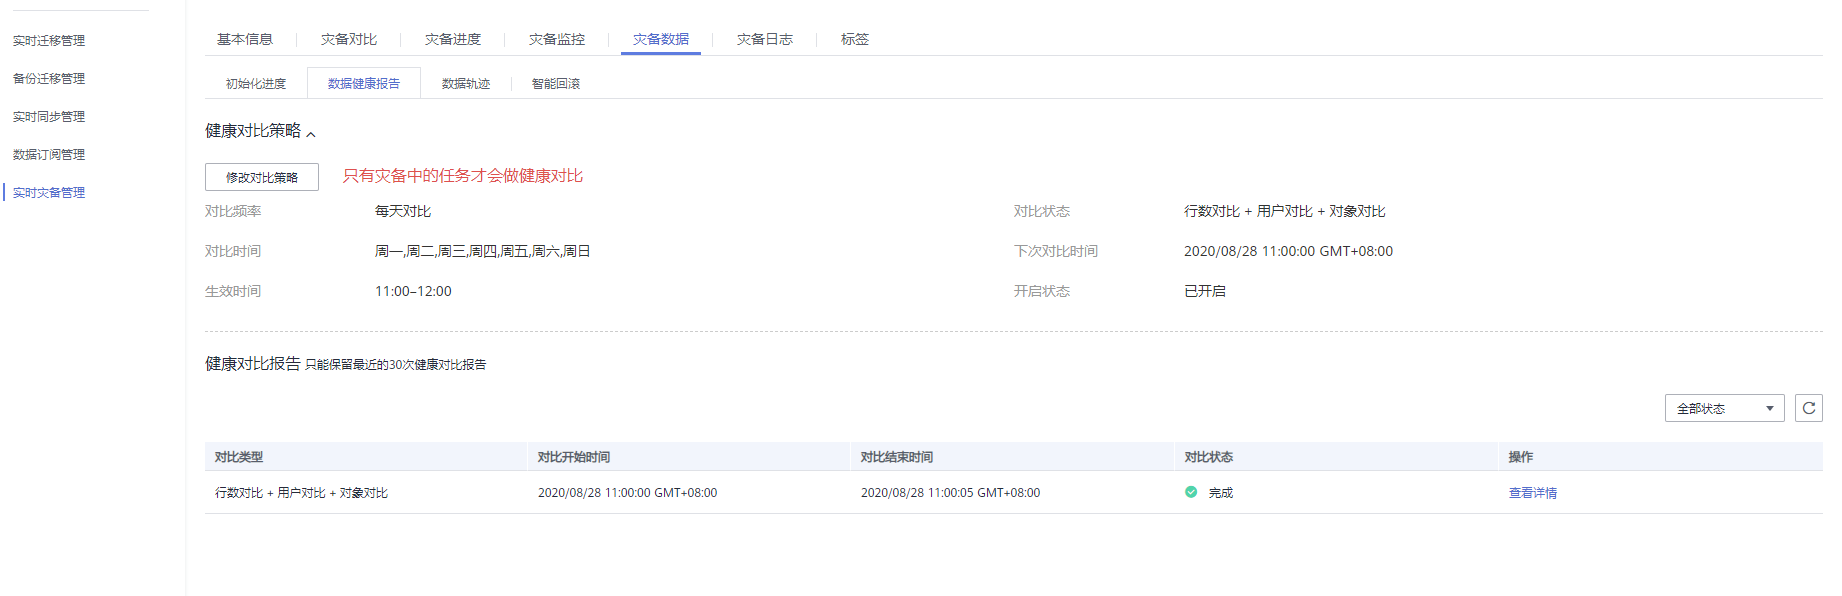 实时迁移管理
备份迁移管理
实时同步管理
数据订阅管理
实时灾备管理
基本信息 灾备对比 灾备进度 灾备监控 灾备数据 灾备日志 标签
初始化进度 数据健康报告 数据轨迹 智能回滚
健康对比策略
修改对比策略 只有灾备中的任务才会做健康对比
对比频率 每天对比 对比状态 行数对比 + 用户对比 + 对象对比
对比时间 周一,周二,周三,周四,周五,周六,周日 下次对比时间 2020/08/28 11:00:00 GMT+08:00
生效时间 11:00–12:00 开启状态 已开启
健康对比报告 只能保留最近的30次健康对比报告
全部状态
对比类型 对比开始时间 对比结束时间 对比状态 操作
行数对比 + 用户对比 + 对象对比 2020/08/28 11:00:00 GMT+08:00 2020/08/28 11:00:05 GMT+08:00 完成 查看详情